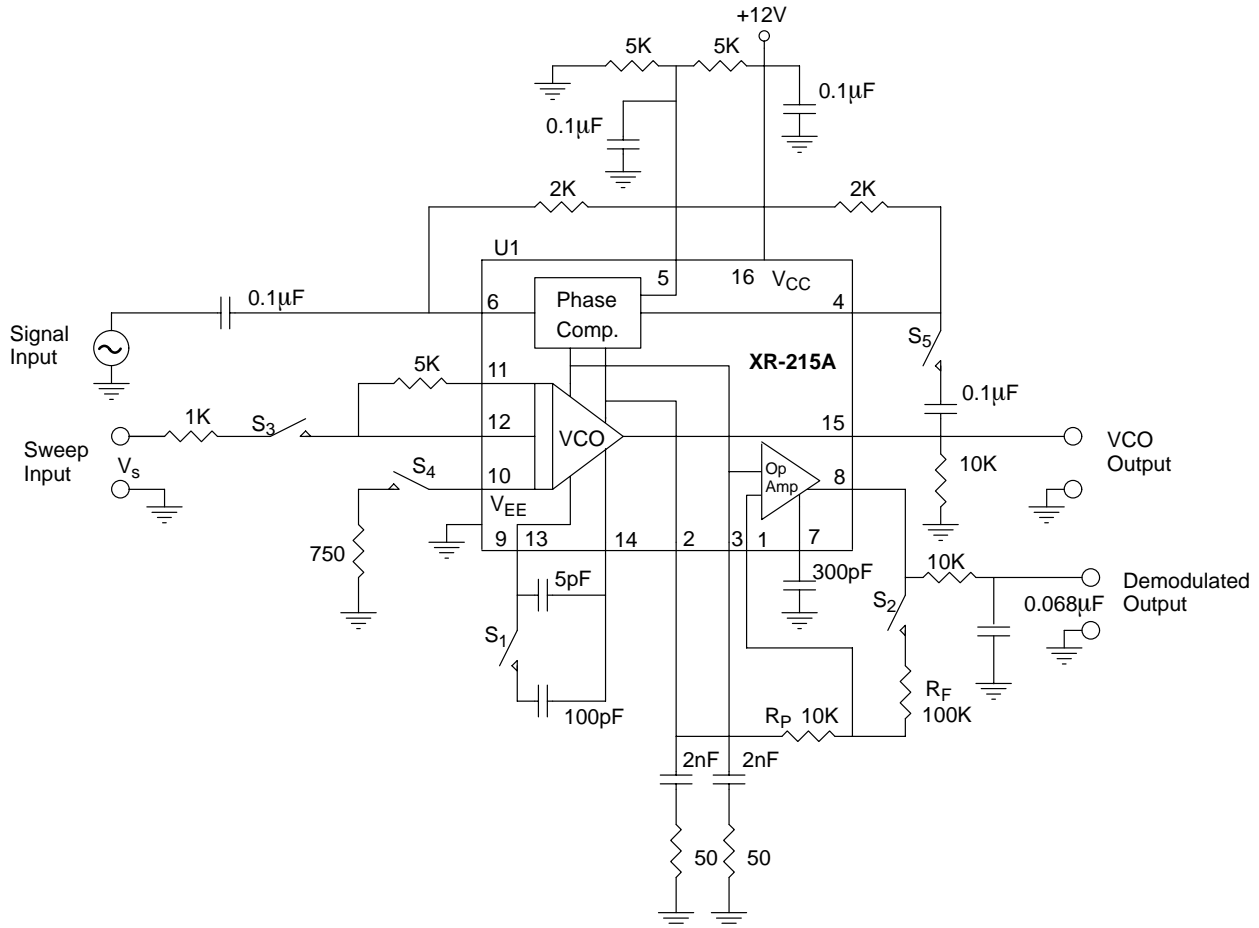 +12V
5K
5K
0.1μF
0.1μF
2K
2K
U1
5
16
VCC
0.1μF
6
Phase
Comp.
4
Signal
Input
S5
XR-215A
5K
11
0.1μF
1K
S3
12
15
VCO
VCO
Output
Sweep
Input
Vs
S4
10
Op
Amp
8
10K
VEE
9
13
14
2
3
1
7
750
5pF
300pF
10K
Demodulated
Output
S2
0.068μF
S1
RF
100K
100pF
RP
10K
2nF
2nF
50
50